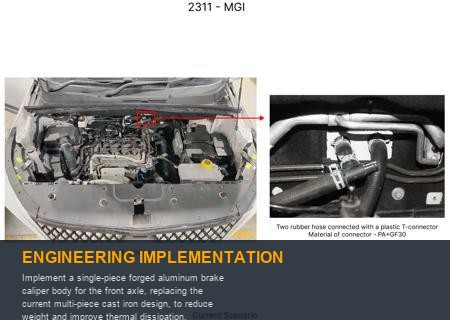 2311 - MGI
Two rubber hose connected with a plastic T-connector
Material of connector - PA+GF30
ENGINEERING IMPLEMENTATION
Implement a single-piece forged aluminum brake
caliper body for the front axle, replacing the
current multi-piece cast iron design, to reduce
weight and improve thermal dissipation.
Current Scenario